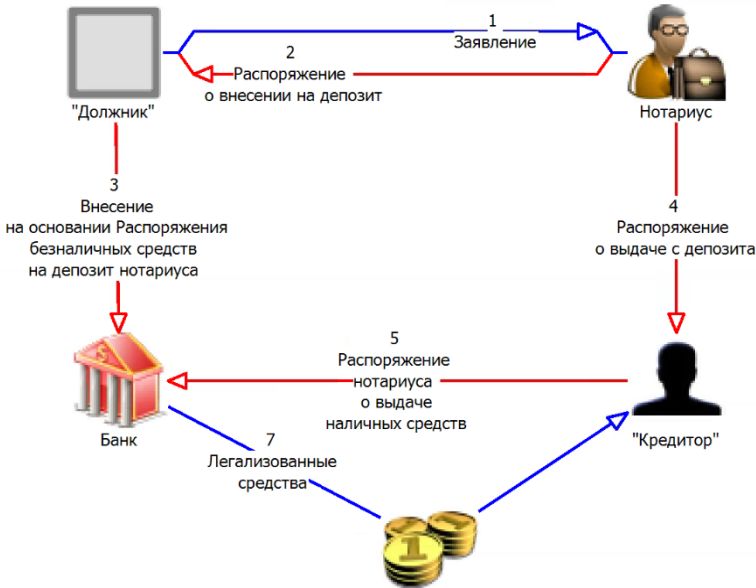 1
Заявление
2
Распоряжение
о внесении на депозит
"Должник"
Нотариус
3
Внесение
на основании Распоряжения
безналичных средств
на депозит нотариуса
4
Распоряжение
о выдаче с депозита
5
Распоряжение
нотариуса
о выдаче
наличных средств
Банк
"Кредитор"
7
Легализованные
средства
1